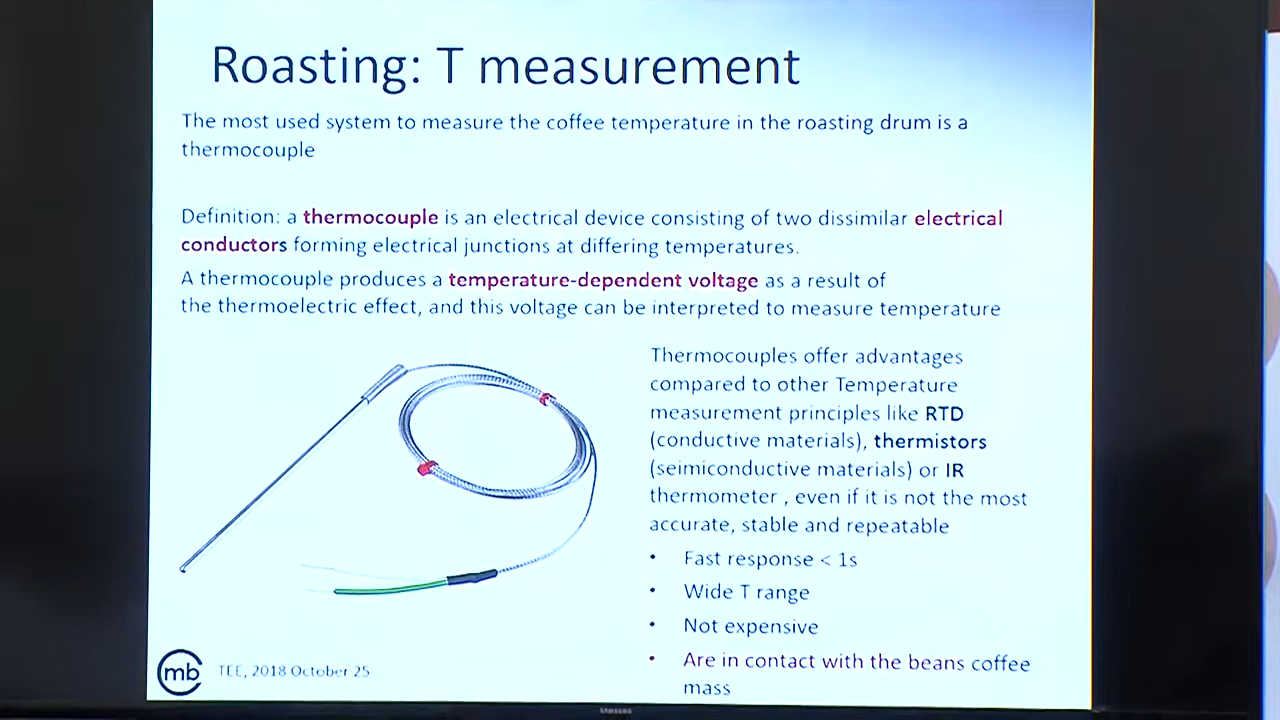 Roasting: T measurement
The most used system to measure the coffee temperature in the roasting drum is a
thermocouple
Definition: a thermocouple is an electrical device consisting of two dissimilar electrical
conductors forming electrical junctions at differing temperatures.
A thermocouple produces a temperature-dependent voltage as a result of
the thermoelectric effect, and this voltage can be interpreted to measure temperature
Thermocouples offer advantages
compared to other Temperature
measurement principles like RTD
(conductive materials), thermistors
(seimiconductive materials) or IR
thermometer , even if it is not the most
accurate, stable and repeatable
• Fast response < 1s
• Wide T range
• Not expensive
• Are in contact with the beans coffee
mass
mb
TEE, 2018 October 25
SAMSUNG